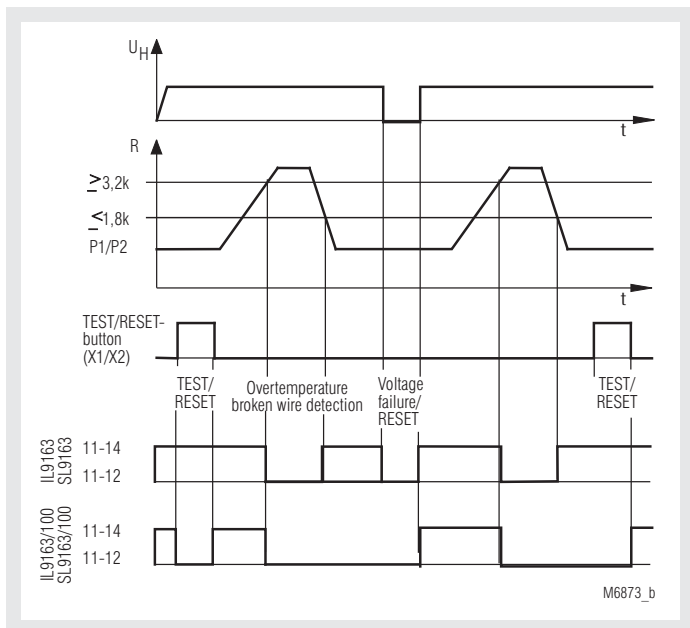 UH
t
R
≥3,2k
≤1,8k
P1/P2
t
TEST/RESET-
button
(X1/X2)
TEST/
RESET
Overtemperature
broken wire detection
Voltage
failure/
RESET
TEST/
RESET
IL9163
SL9163
11-14
11-12
IL9163/100
SL9163/100
11-14
11-12
M6873_b